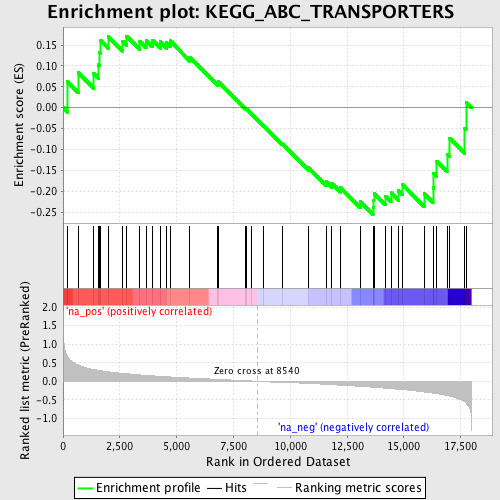 Enrichment plot: KEGG_ABC_TRANSPORTERS
Enrichment score (ES)
0.15
0.10
0.05
0.00
-0.05
-0.10
-0.15
-0.20
-0.25
'na_pos' (positively correlated)
Ranked list metric (PreRanked)
2.0
1.5
1.0
0.5
0.0
-0.5
-1.0
Zero cross at 8540
'na_neg' (negatively correlated)
0 2,500 5,000 7,500 10,000 12,500 15,000 17,500
Rank in Ordered Dataset
Enrichment profile Hits Ranking metric scores